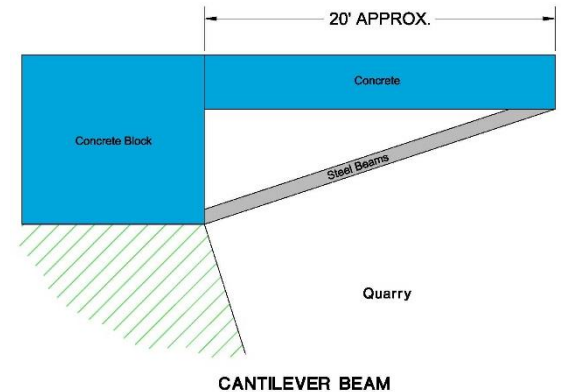 20' APPROX.
Concrete
Concrete Block
Steel Beams
Quarry
CANTILEVER BEAM